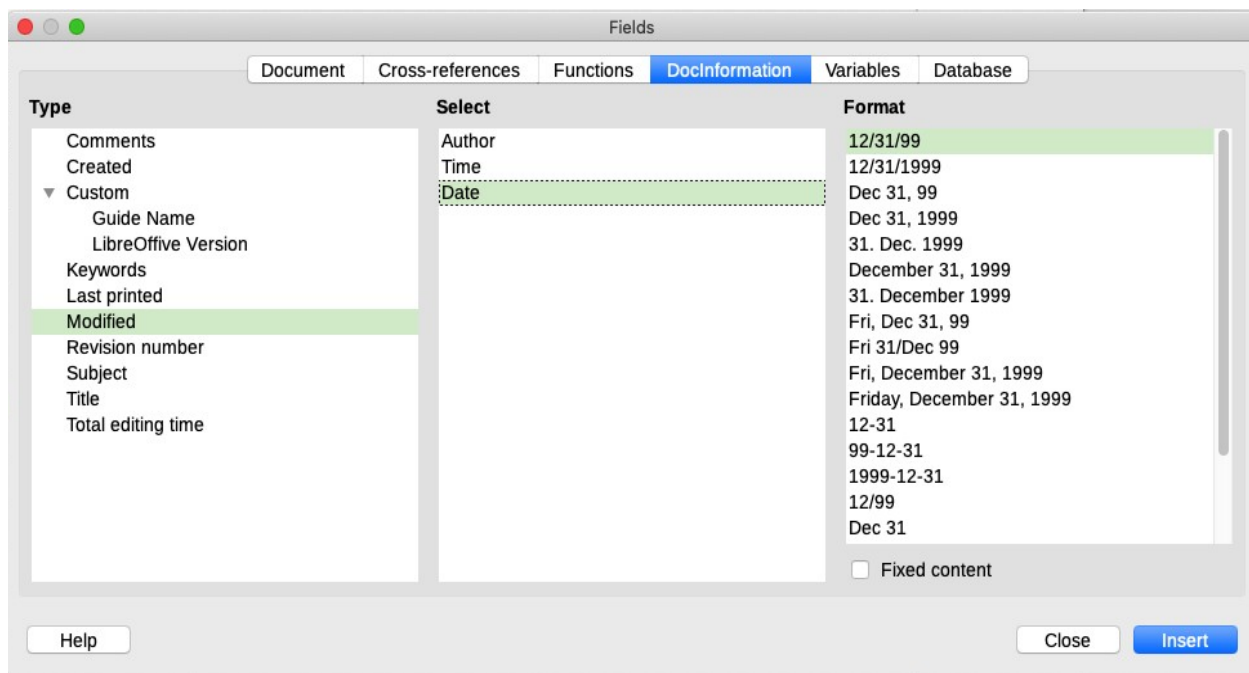 Fields
Document Cross-references Functions DocInformation Variables Database
Type
Comments
Created
Custom
Guide Name
LibreOffive Version
Keywords
Last printed
Modified
Revision number
Subject
Title
Total editing time
Select
Author
Time
Date
Format
12/31/99
12/31/1999
Dec 31, 99
Dec 31, 1999
31. Dec. 1999
December 31, 1999
31. December 1999
Fri, Dec 31, 99
Fri 31/Dec 99
Fri, December 31, 1999
Friday, December 31, 1999
12-31
99-12-31
1999-12-31
12/99
Dec 31
Fixed content
Help Close Insert